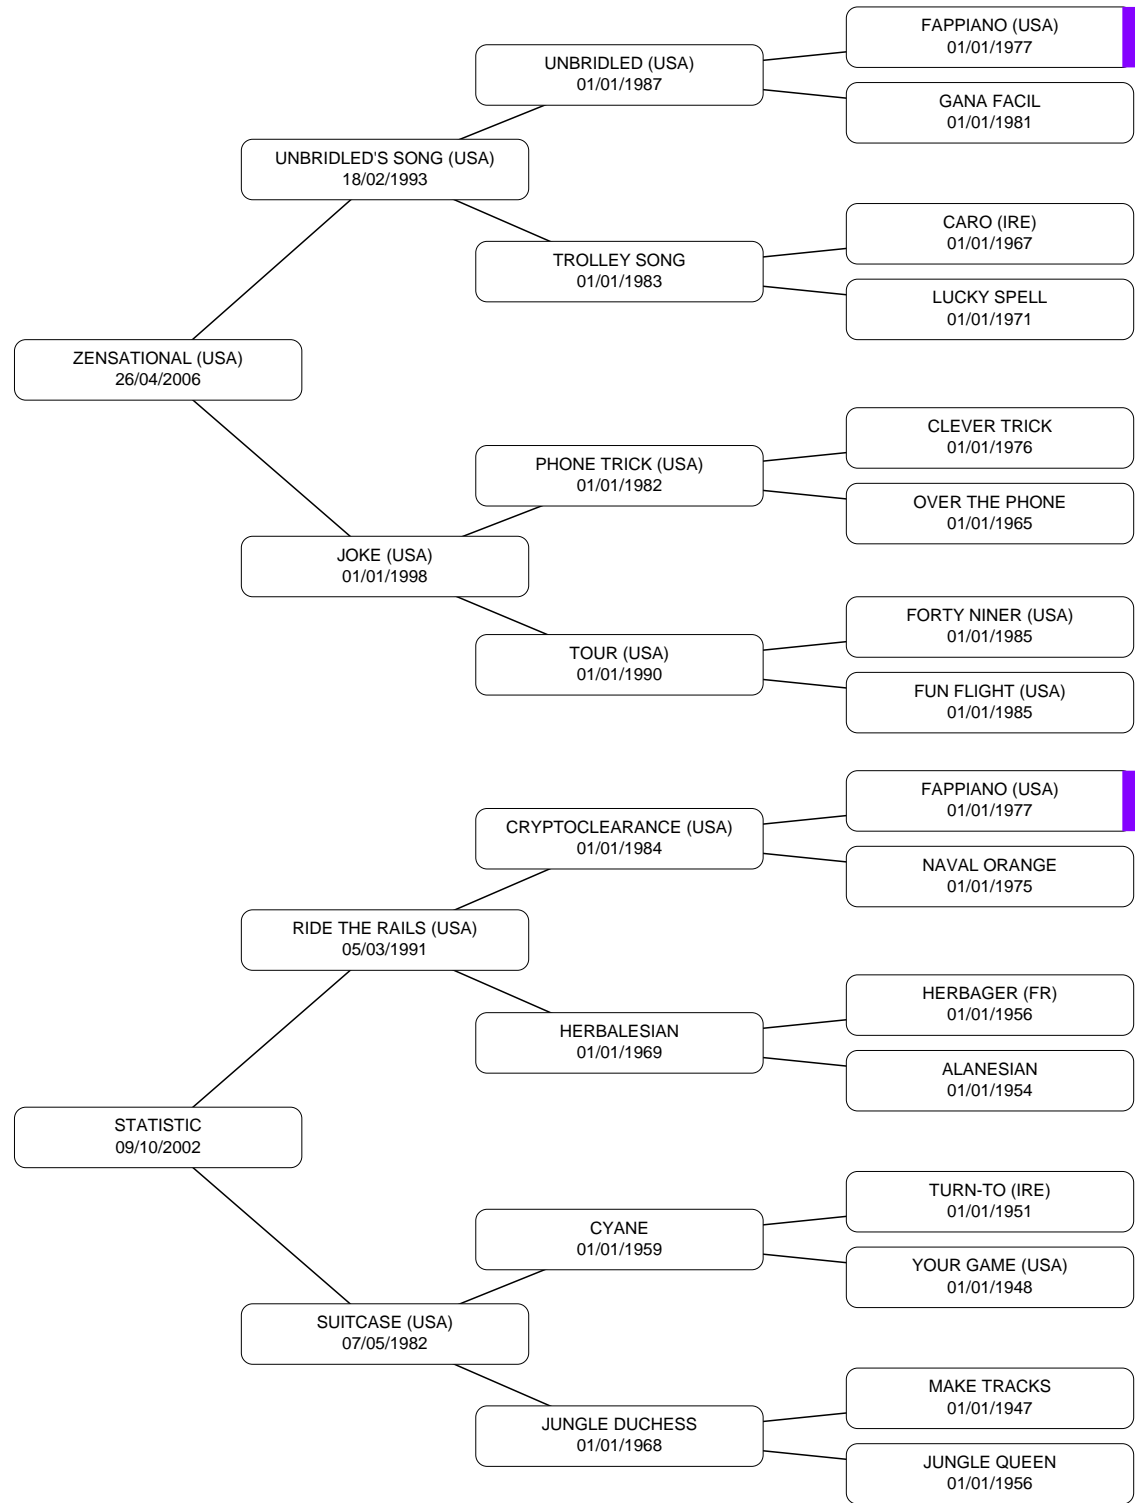 FAPPIANO (USA)
01/01/1977
UNBRIDLED (USA)
01/01/1987
GANA FACIL
01/01/1981
UNBRIDLED'S SONG (USA)
18/02/1993
CARO (IRE)
01/01/1967
TROLLEY SONG
01/01/1983
LUCKY SPELL
01/01/1971
ZENSATIONAL (USA)
26/04/2006
CLEVER TRICK
01/01/1976
PHONE TRICK (USA)
01/01/1982
OVER THE PHONE
01/01/1965
JOKE (USA)
01/01/1998
FORTY NINER (USA)
01/01/1985
TOUR (USA)
01/01/1990
FUN FLIGHT (USA)
01/01/1985
FAPPIANO (USA)
01/01/1977
CRYPTOCLEARANCE (USA)
01/01/1984
NAVAL ORANGE
01/01/1975
RIDE THE RAILS (USA)
05/03/1991
HERBAGER (FR)
01/01/1956
HERBALESIAN
01/01/1969
ALANESIAN
01/01/1954
STATISTIC
09/10/2002
TURN-TO (IRE)
01/01/1951
CYANE
01/01/1959
YOUR GAME (USA)
01/01/1948
SUITCASE (USA)
07/05/1982
MAKE TRACKS
01/01/1947
JUNGLE DUCHESS
01/01/1968
JUNGLE QUEEN
01/01/1956